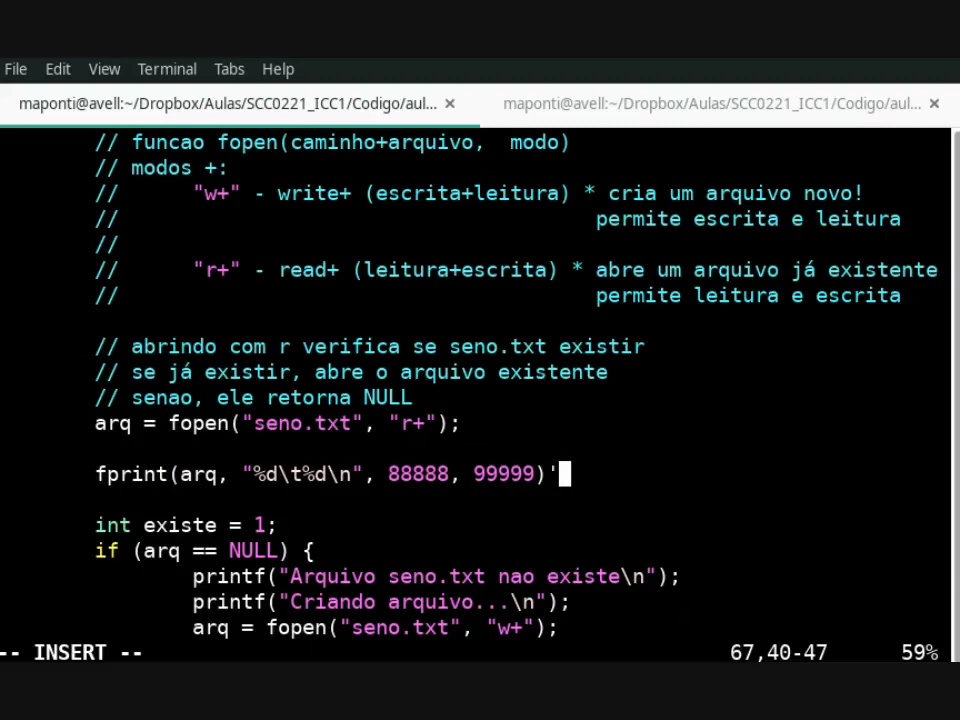 File Edit View Terminal Tabs Help
maponti@avell:~/Dropbox/Aulas/SCC0221_ICC1/Codigo/aul... × maponti@avell:~/Dropbox/Aulas/SCC0221_ICC1/Codigo/aul... ×
// funcao fopen(caminho+arquivo,  modo)
// modos +:
//      "w+" - write+ (escrita+leitura) * cria um arquivo novo!
//                                       permite escrita e leitura
//
//      "r+" - read+ (leitura+escrita) * abre um arquivo já existente
//                                       permite leitura e escrita
// abrindo com r verifica se seno.txt existir
// se já existir, abre o arquivo existente
// senao, ele retorna NULL
arq = fopen("seno.txt", "r+");
fprint(arq, "%d\t%d\n", 88888, 99999)'
int existe = 1;
if (arq == NULL) {
        printf("Arquivo seno.txt nao existe\n");
        printf("Criando arquivo...\n");
        arq = fopen("seno.txt", "w+");
-- INSERT -- 67,40-47 59%